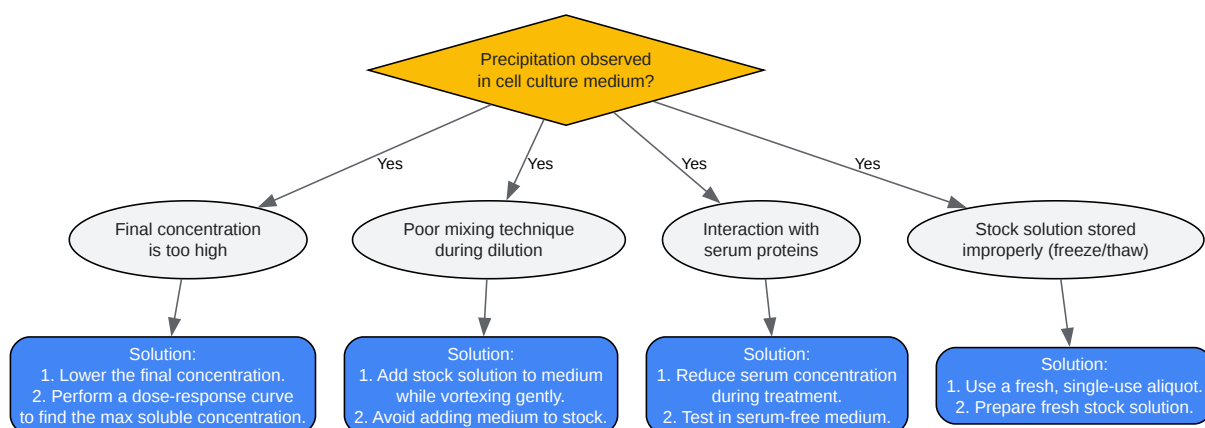 Precipitation observed
in cell culture medium?
Yes
Yes
Yes
Yes
Final concentration
is too high
Poor mixing technique
during dilution
Interaction with
serum proteins
Stock solution stored
improperly (freeze/thaw)
Solution:
1. Lower the final concentration.
2. Perform a dose-response curve
to find the max soluble concentration.
Solution:
1. Add stock solution to medium
while vortexing gently.
2. Avoid adding medium to stock.
Solution:
1. Reduce serum concentration
during treatment.
2. Test in serum-free medium.
Solution:
1. Use a fresh, single-use aliquot.
2. Prepare fresh stock solution.